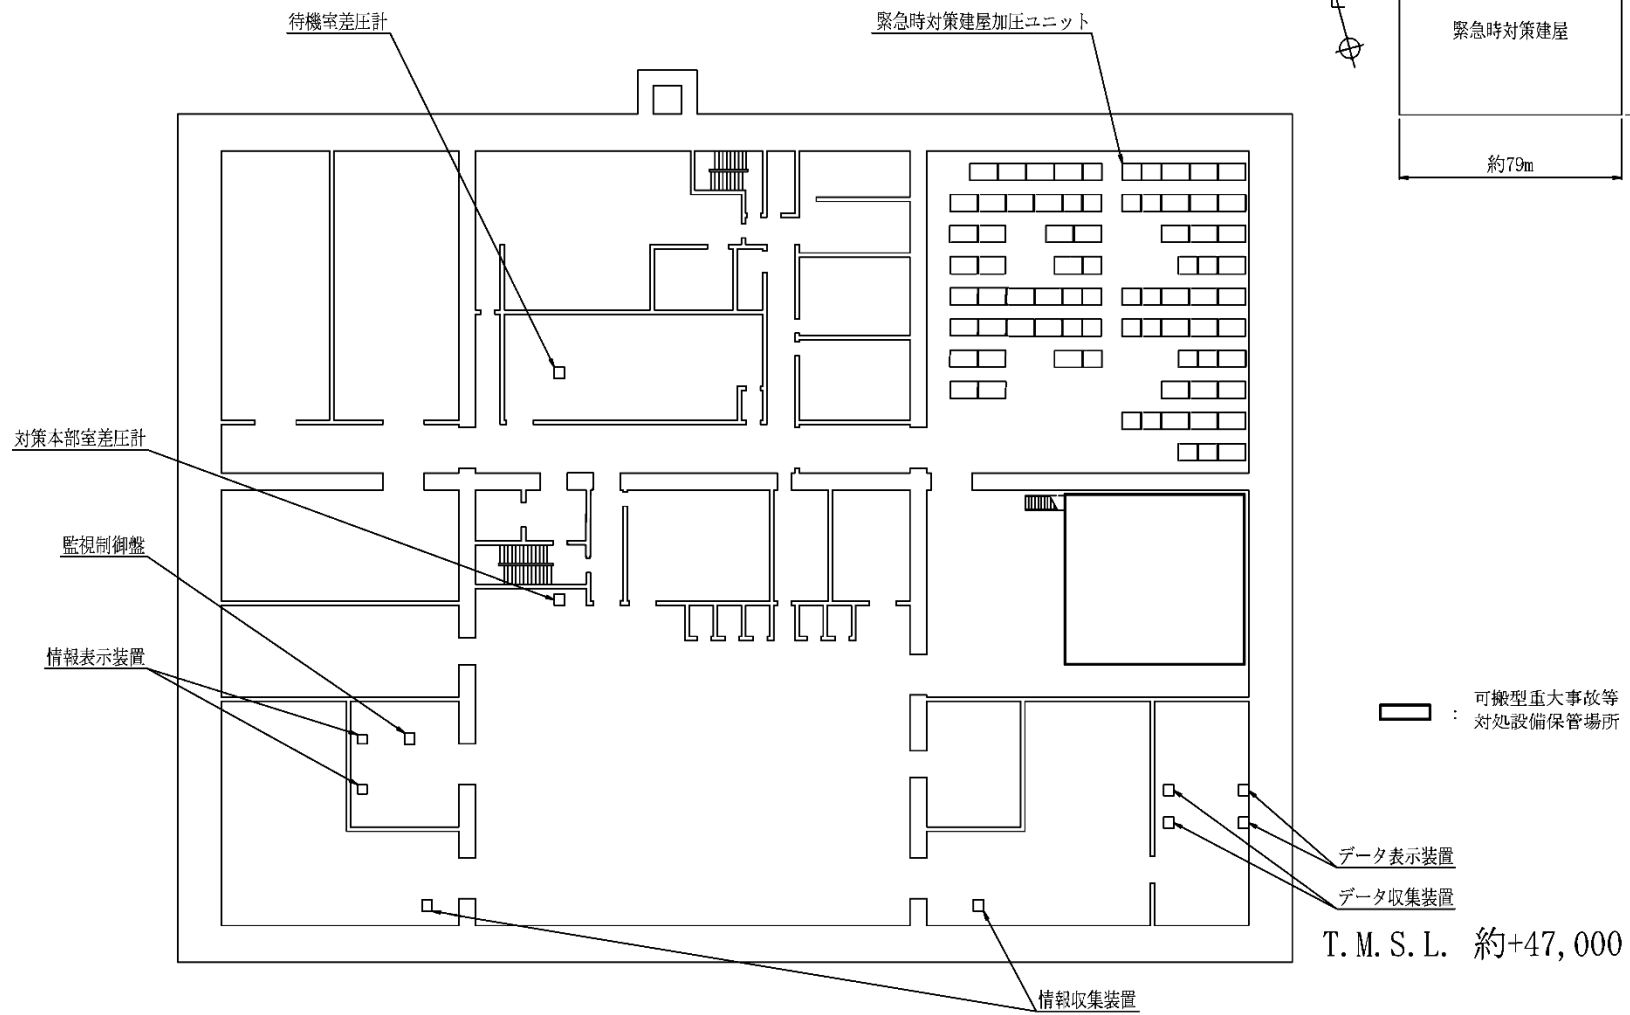 待機室差圧計
緊急時対策建屋加圧ユニット
緊急時対策建屋
約79m
対策本部室差圧計
監視制御盤
情報表示装置
可搬型重大事故等
:
対処設備保管場所
データ表示装置
データ収集装置
T.M.S.L. 約+47,000
情報収集装置